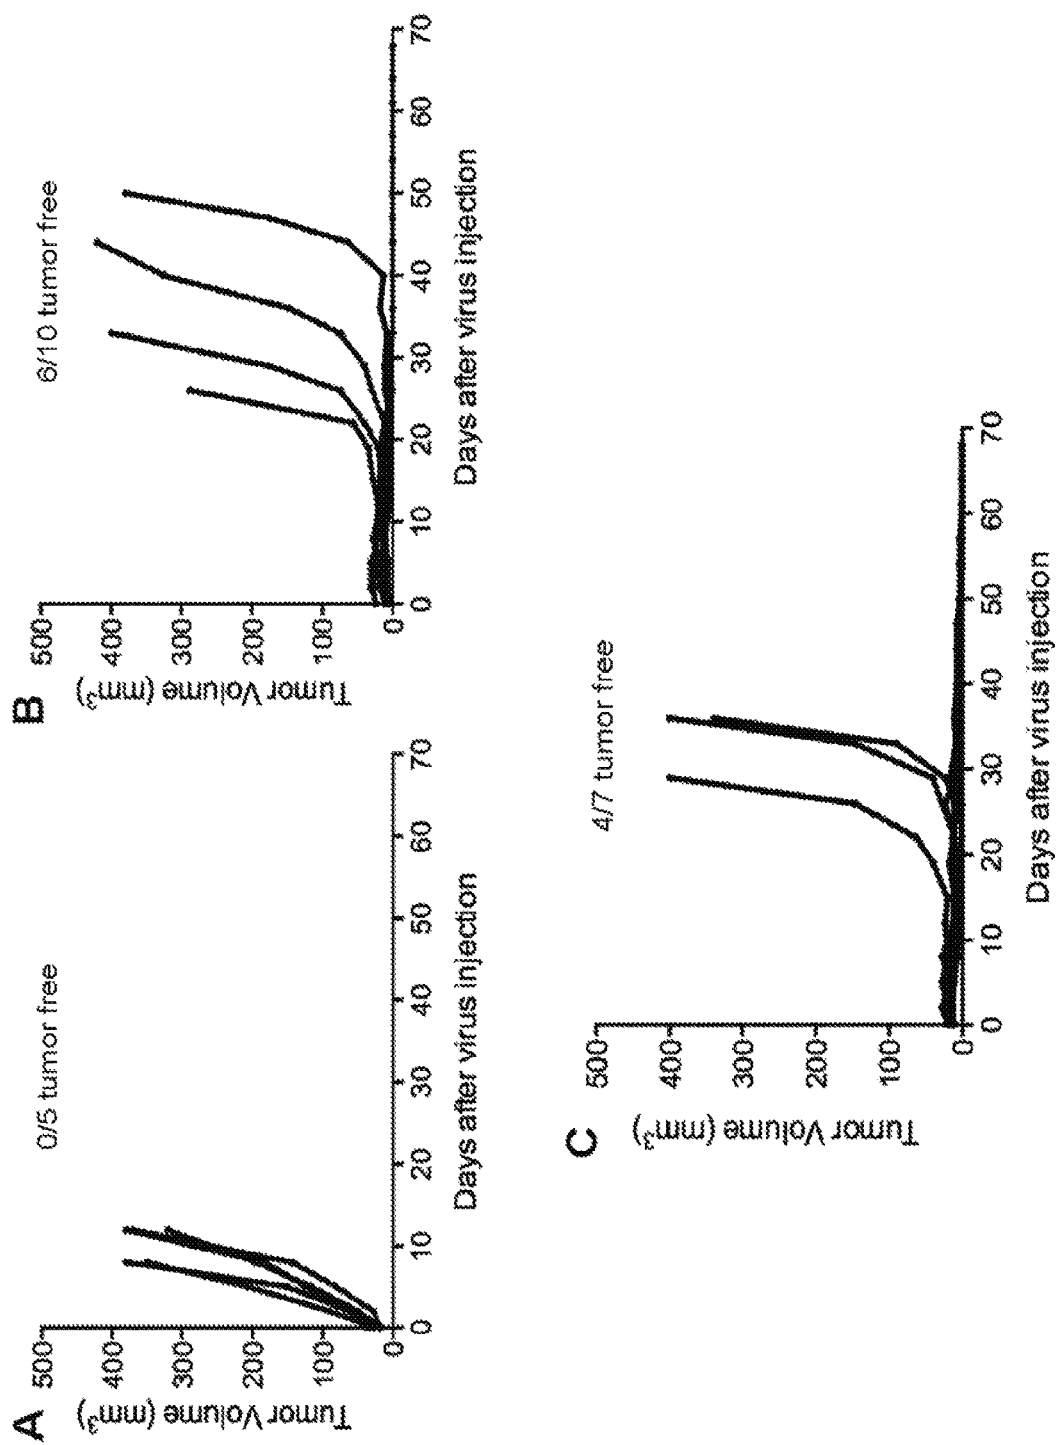 A
0/5 tumor free
Tumor Volume (mm³)
500
400
300
200
100
0
0 10 20 30 40 50 60 70
Days after virus injection
B
6/10 tumor free
Tumor Volume (mm³)
500
400
300
200
100
0
0 10 20 30 40 50 60 70
Days after virus injection
C
4/7 tumor free
Tumor Volume (mm³)
500
400
300
200
100
0
0 10 20 30 40 50 60 70
Days after virus injection